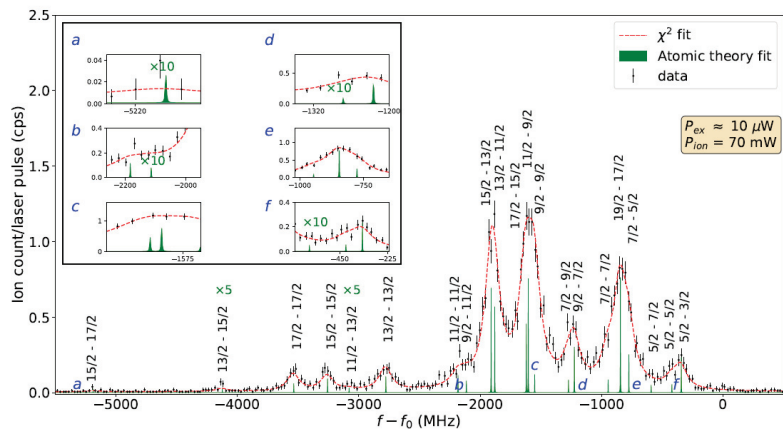 Ion count/laser pulse (cps)
2.5
2.0
1.5
1.0
0.5
0.0
a
×10
0.04
0.02
0.00
−5220
b
×10
0.4
0.2
0.0
−2200
−2000
c
1
0
−1575
d
×10
0.5
0.0
−1320
−1200
e
1.0
0.5
0.0
−1000
−750
f
×10
0.4
0.2
0.0
−450
−225
χ² fit
Atomic theory fit
data
P_ex ≈ 10 μW
P_ion = 70 mW
15/2 - 17/2
×5
13/2 - 15/2
17/2 - 17/2
15/2 - 15/2
×5
11/2 - 13/2
13/2 - 13/2
11/2 - 11/2
9/2 - 11/2
15/2 - 13/2
13/2 - 11/2
17/2 - 15/2
11/2 - 9/2
9/2 - 9/2
7/2 - 9/2
9/2 - 7/2
7/2 - 7/2
19/2 - 17/2
7/2 - 5/2
5/2 - 7/2
5/2 - 5/2
5/2 - 3/2
a
b
c
d
e
f
−5000
−4000
−3000
−2000
−1000
0
f − f₀ (MHz)